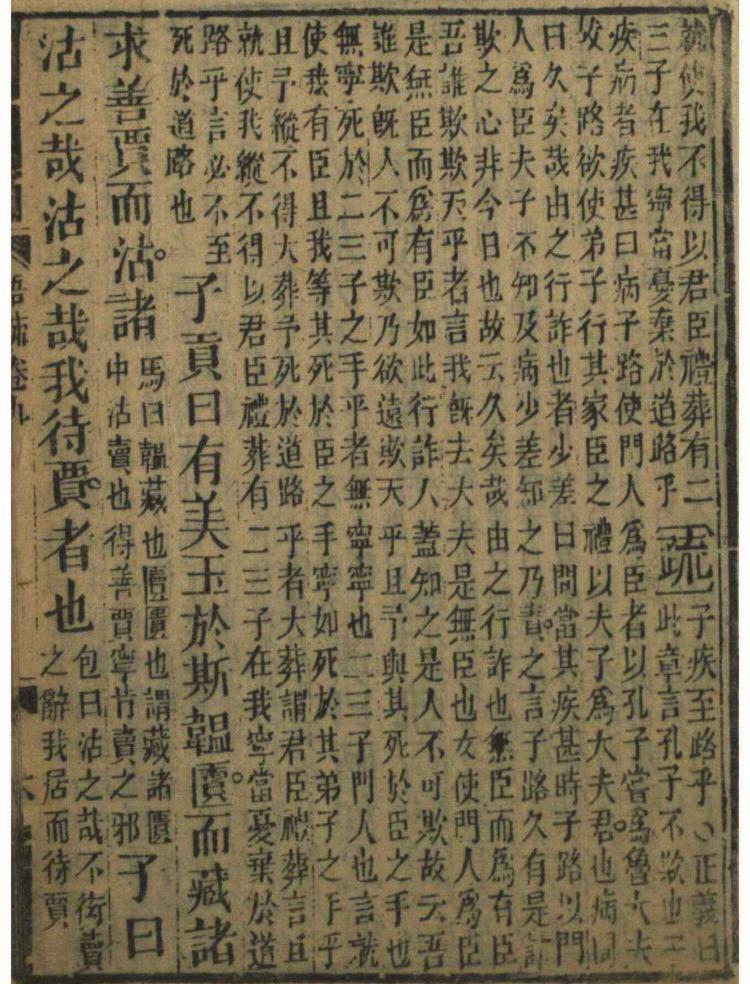 就使我不得以君臣禮葬有二
三子在我寧當憂棄於道路乎
疏
子疾至路乎○正義曰
此章言孔子不欺也子
疾病者疾甚曰病子路使門人爲臣者以孔子嘗爲魯大夫
故子路欲使弟子行其家臣之禮以夫子爲大夫君也病間
曰久矣哉由之行詐也者少差曰間當其疾甚時子路以門
人爲臣夫子不知及病少差知之乃責之言子路久有是詐
欺之心非今日也故云久矣哉由之行詐也無臣而爲有臣
吾誰欺欺天乎者言我旣去大夫是無臣也女使門人爲臣
是無臣而爲有臣如此行詐人蓋知之是人不可欺故云吾
誰欺旣人不可欺乃欲遠欺天乎且予與其死於臣之手也
無寧死於二三子之手乎者無寧寧也二三子門人也言就
使我有臣且我等其死於臣之手寧如死於其弟子之手乎
且予縱不得大葬予死於道路乎者大葬謂君臣禮葬言且
就使我縱不得以君臣禮葬有二三子在我寧當憂棄於道
路乎言必不至
死於道路也
子貢曰有美玉於斯韞匵而藏諸
求善賈而沽諸
馬曰韞藏也匵匱也謂藏諸匱
中沽賣也得善賈寧肯賣之邪
子曰
沽之哉沽之哉我待賈者也
包曰沽之哉不衒賣
之辭我居而待賈
疏卷九
六